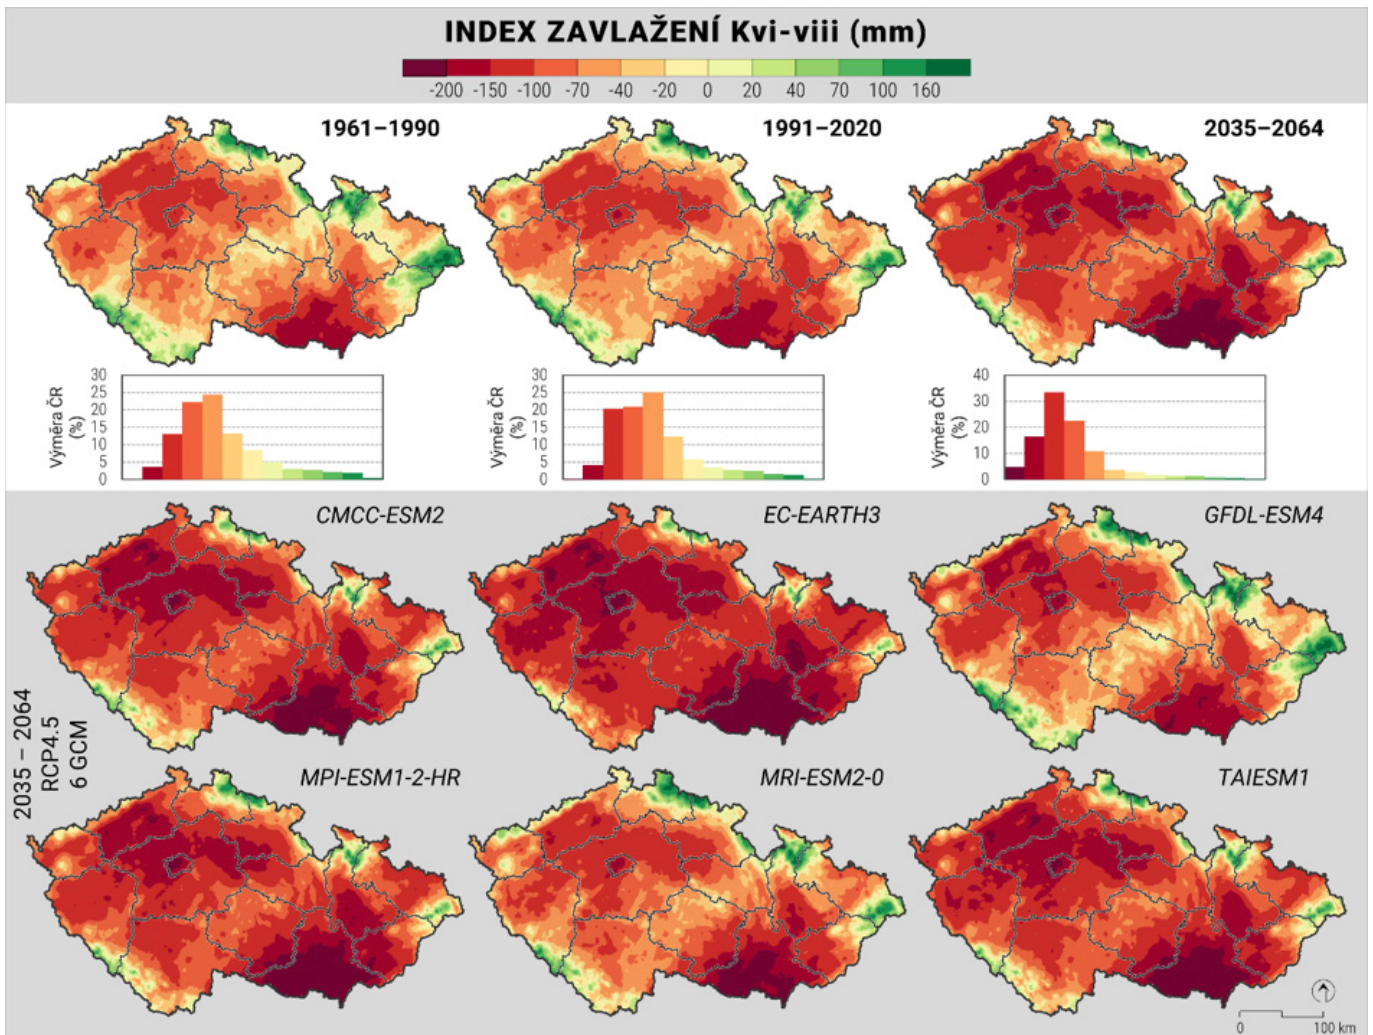 INDEX ZAVLAŽENÍ Kvi-viii (mm)
-200 -150 -100 -70 -40 -20 0 20 40 70 100 160
1961–1990
1991–2020
2035–2064
Výměra ČR
(%)
30
25
20
15
10
5
0
Výměra ČR
(%)
30
25
20
15
10
5
0
Výměra ČR
(%)
40
30
20
10
0
CMCC-ESM2
EC-EARTH3
GFDL-ESM4
2035 – 2064
RCP4.5
6 GCM
MPI-ESM1-2-HR
MRI-ESM2-0
TAIESM1
0 100 km